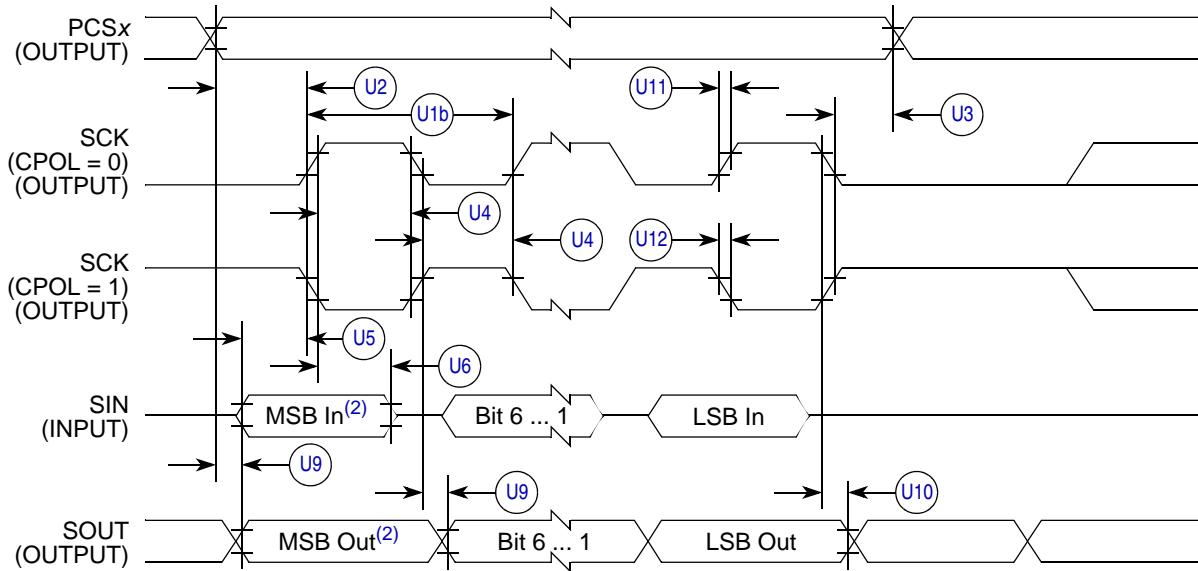 PCSx
(OUTPUT)
U2
U11
U1b
U3
SCK
(CPOL = 0)
(OUTPUT)
U4
U4
U12
SCK
(CPOL = 1)
(OUTPUT)
U5
U6
SIN
(INPUT)
MSB In(2)
Bit 6 ... 1
LSB In
U9
U9
U10
SOUT
(OUTPUT)
MSB Out(2)
Bit 6 ... 1
LSB Out